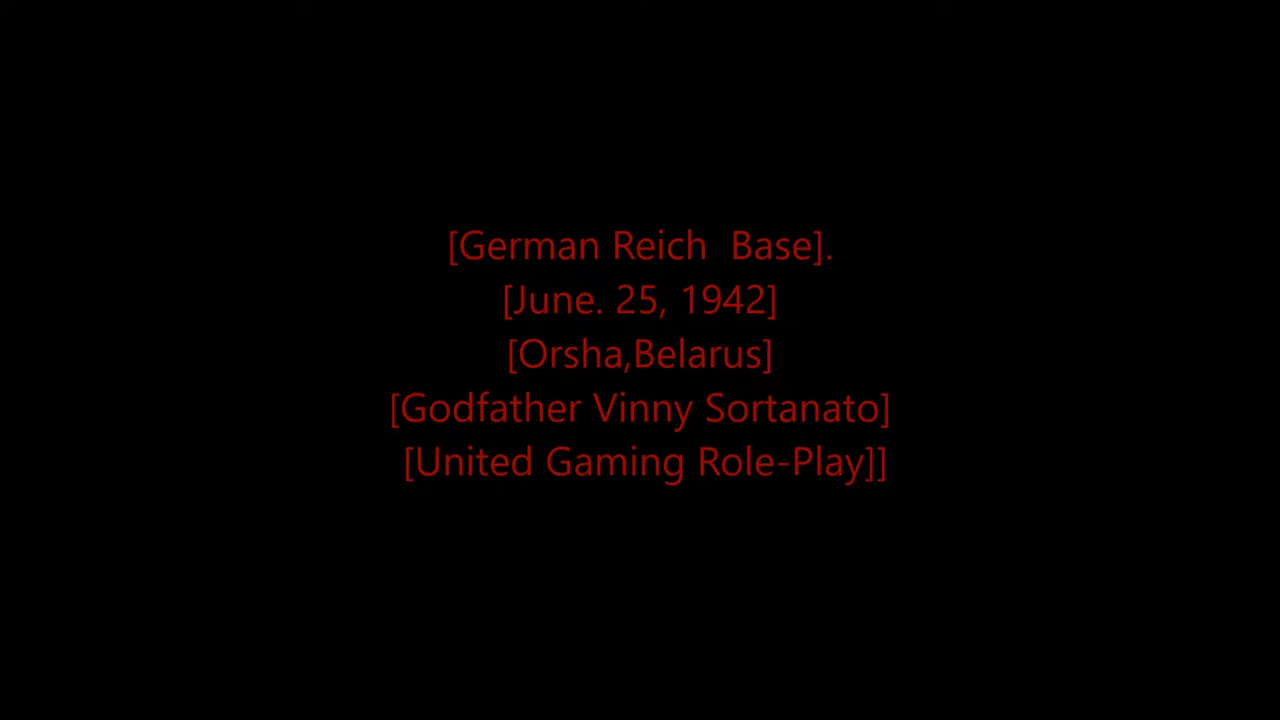 [German Reich  Base].
[June. 25, 1942]
[Orsha,Belarus]
[Godfather Vinny Sortanato]
[United Gaming Role-Play]]